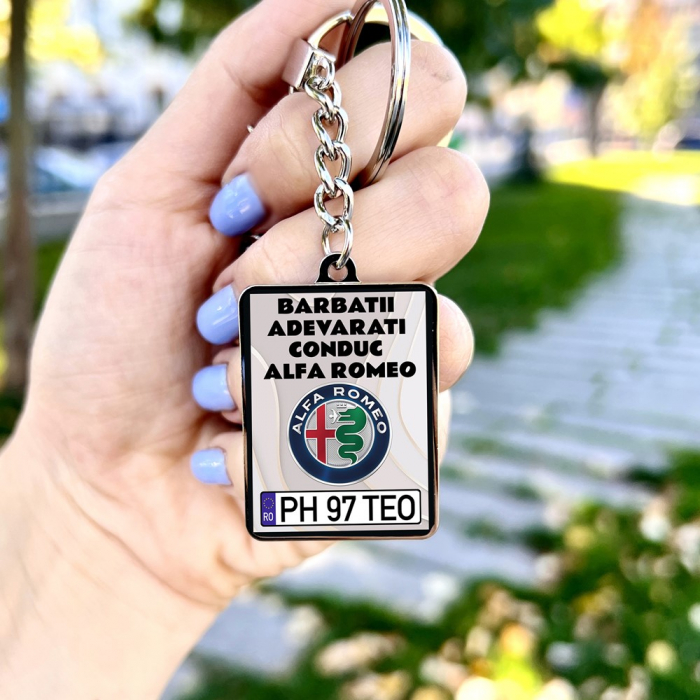 BARBATII
ADEVARATI
CONDUC
ALFA ROMEO
ALFA ROMEO
RO PH 97 TEO